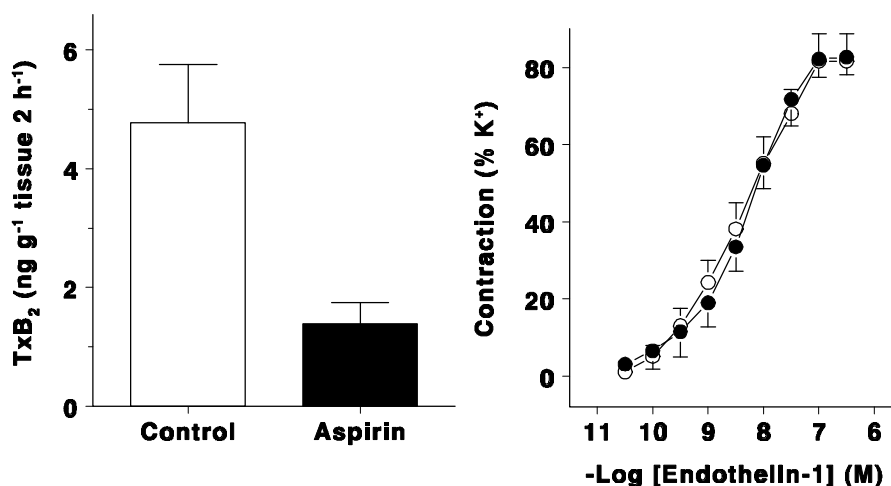 TxB₂ (ng g⁻¹ tissue 2 h⁻¹)
6
4
2
0
Control
Aspirin
Contraction (% K⁺)
80
60
40
20
0
11 10 9 8 7 6
-Log [Endothelin-1] (M)